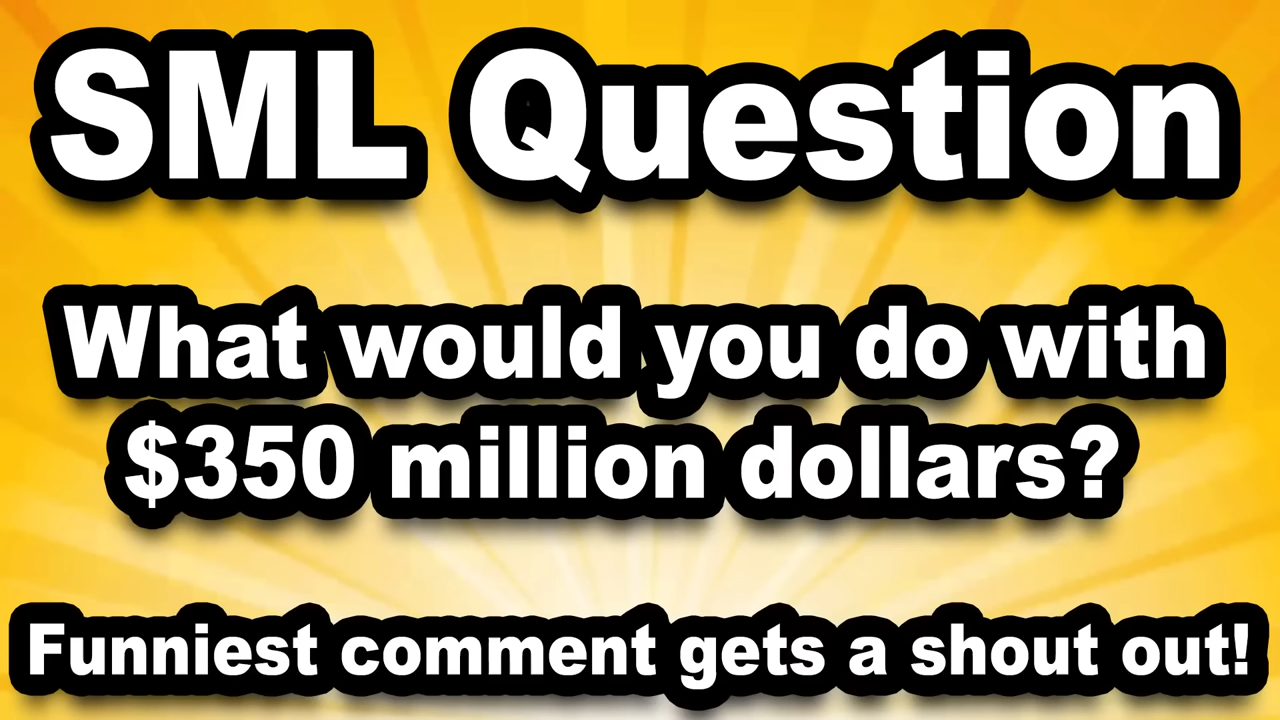 SML Question
What would you do with
$350 million dollars?
Funniest comment gets a shout out!